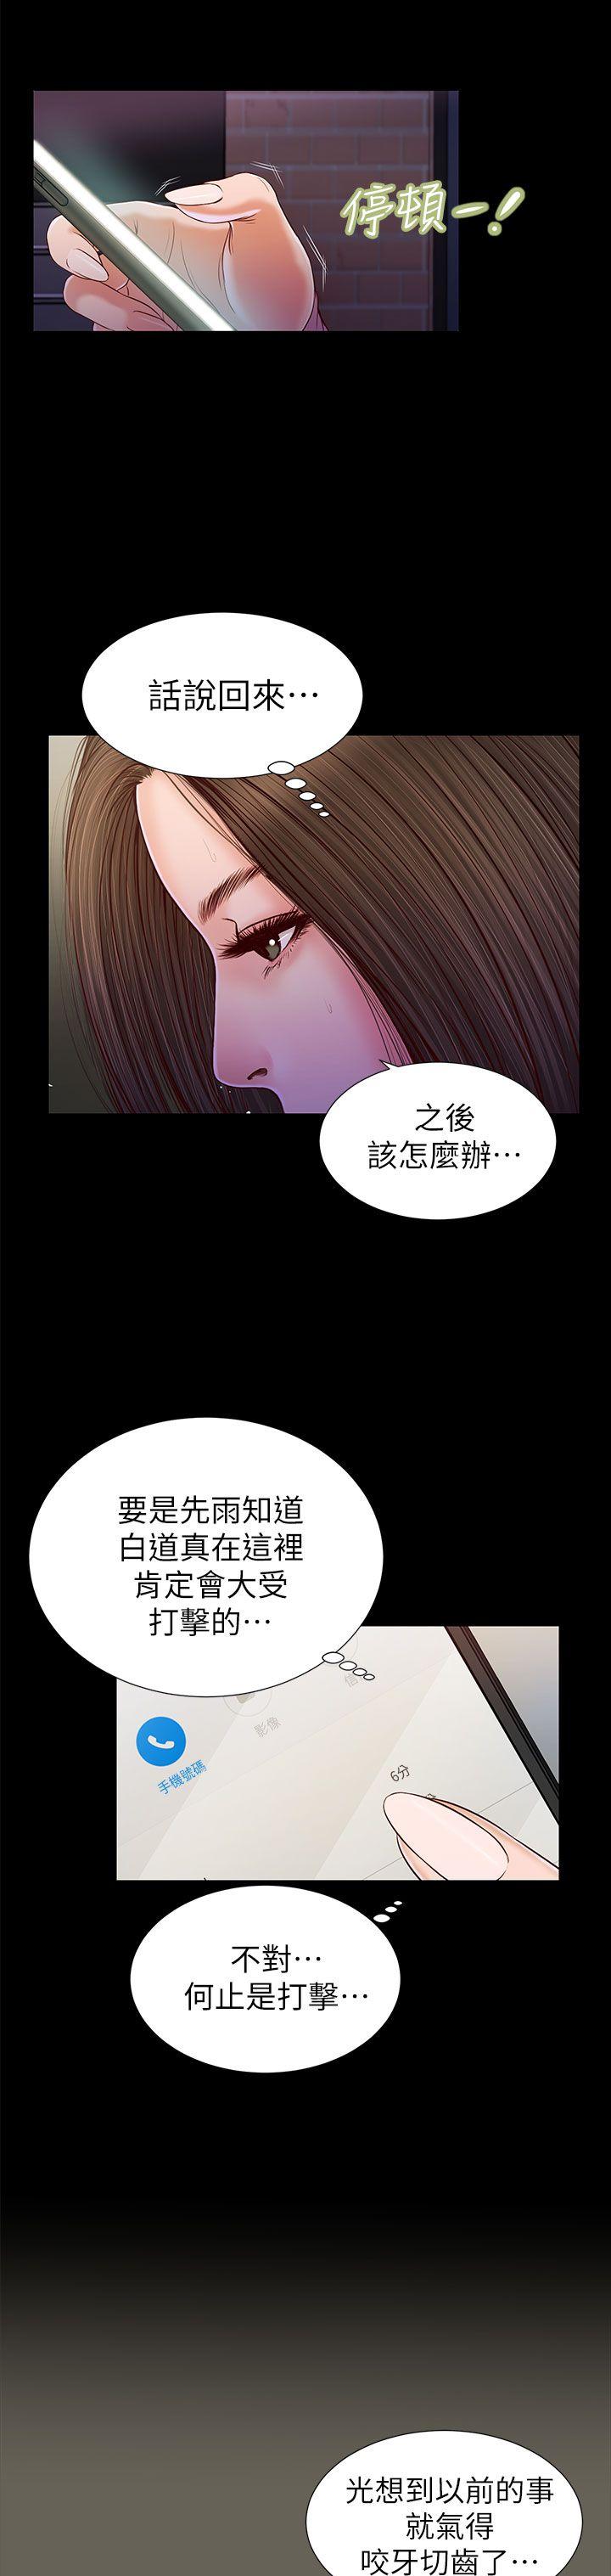 停頓一!
話說回來⋯
之後
該怎麼辦⋯
要是先雨知道
白道真在這裡
肯定會大受
打擊的⋯
信
影像
手機號碼
6分
不對⋯
何止是打擊⋯
光想到以前的事
就氣得
咬牙切齒了⋯